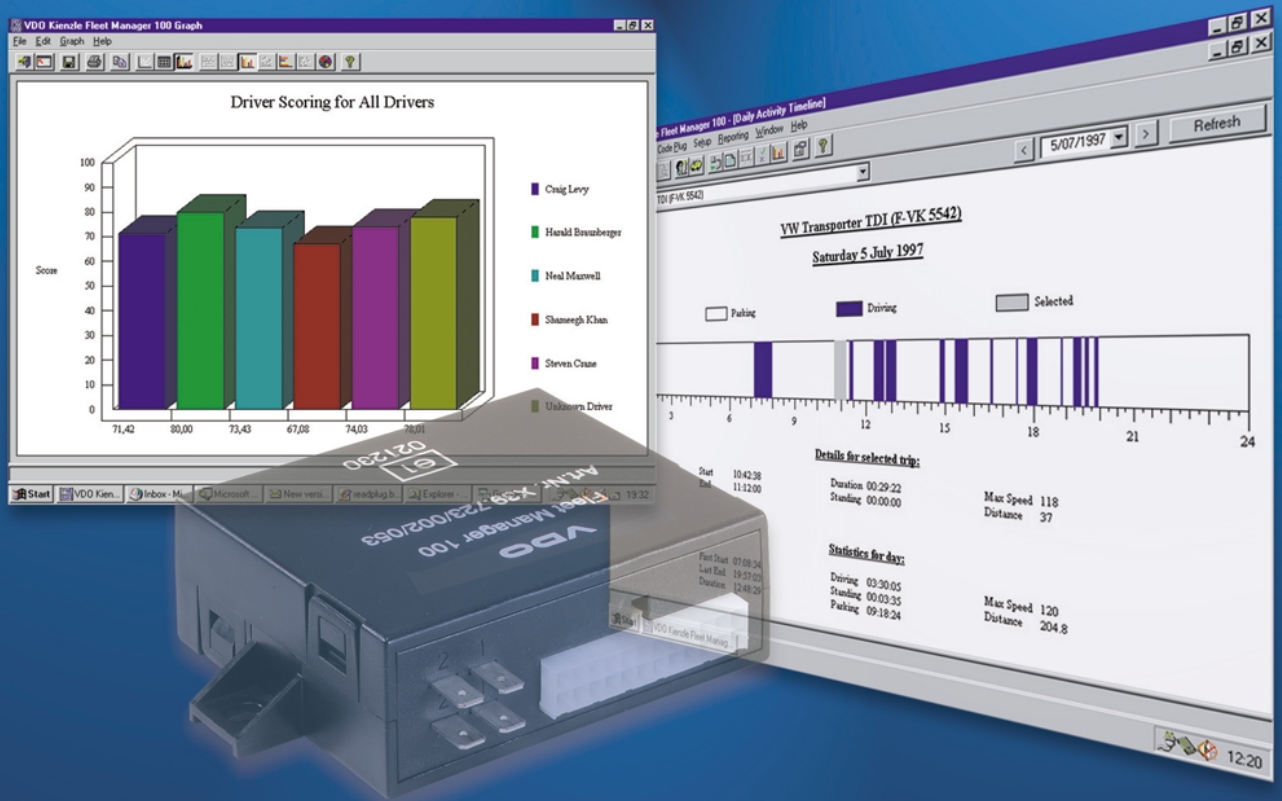 VDO Kienzle Fleet Manager 100 Graph
File Edit Graph Help
Driver Scoring for All Drivers
Score
100
90
80
70
60
50
40
30
20
10
0
71,42 80,00 73,43 67,08 74,03 78,01
Craig Levy
Harald Braunberger
Neal Maxwell
Shameegh Khan
Steven Crane
Unknown Driver
Start VDO Kien... Inbox - Mi... Microsoft ... New versi... readplug.b... Explorer - ... 19:32
Fleet Manager 100 - [Daily Activity Timeline]
Code Plug Setup Reporting Window Help
< 5/07/1997 > Refresh
TDI (F-VK 5542)
VW Transporter TDI (F-VK 5542)
Saturday 5 July 1997
Parking Driving Selected
3 6 9 12 15 18 21 24
Details for selected trip:
Start 10:42:38
End 11:12:00
Duration 00:29:22
Standing 00:00:00
Max Speed 118
Distance 37
Statistics for day:
First Start 07:08:34
Last End 19:57:03
Duration 12:48:29
Driving 03:30:05
Standing 00:03:35
Parking 09:18:24
Max Speed 120
Distance 204.8
Start VDO Kienzle Fleet Manag...
12:20
VDO
Fleet Manager 100
Art.Nr. X39.723/002/053
e1
021230
2 1